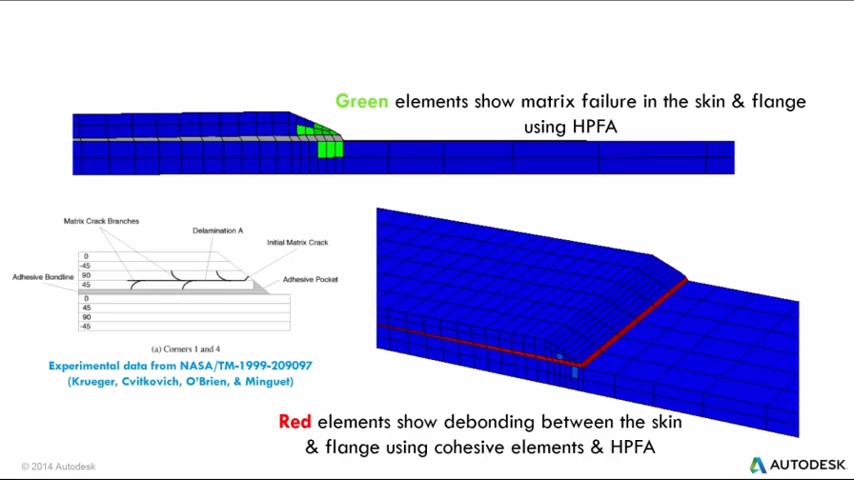 Green elements show matrix failure in the skin & flange
using HPFA
Matrix Crack Branches
Delamination A
Initial Matrix Crack
Adhesive Bondline
Adhesive Pocket
0
-45
90
45
0
45
90
-45
(a) Corners 1 and 4
Experimental data from NASA/TM-1999-209097
(Krueger, Cvitkovich, O'Brien, & Minguet)
Red elements show debonding between the skin
& flange using cohesive elements & HPFA
© 2014 Autodesk
AUTODESK.